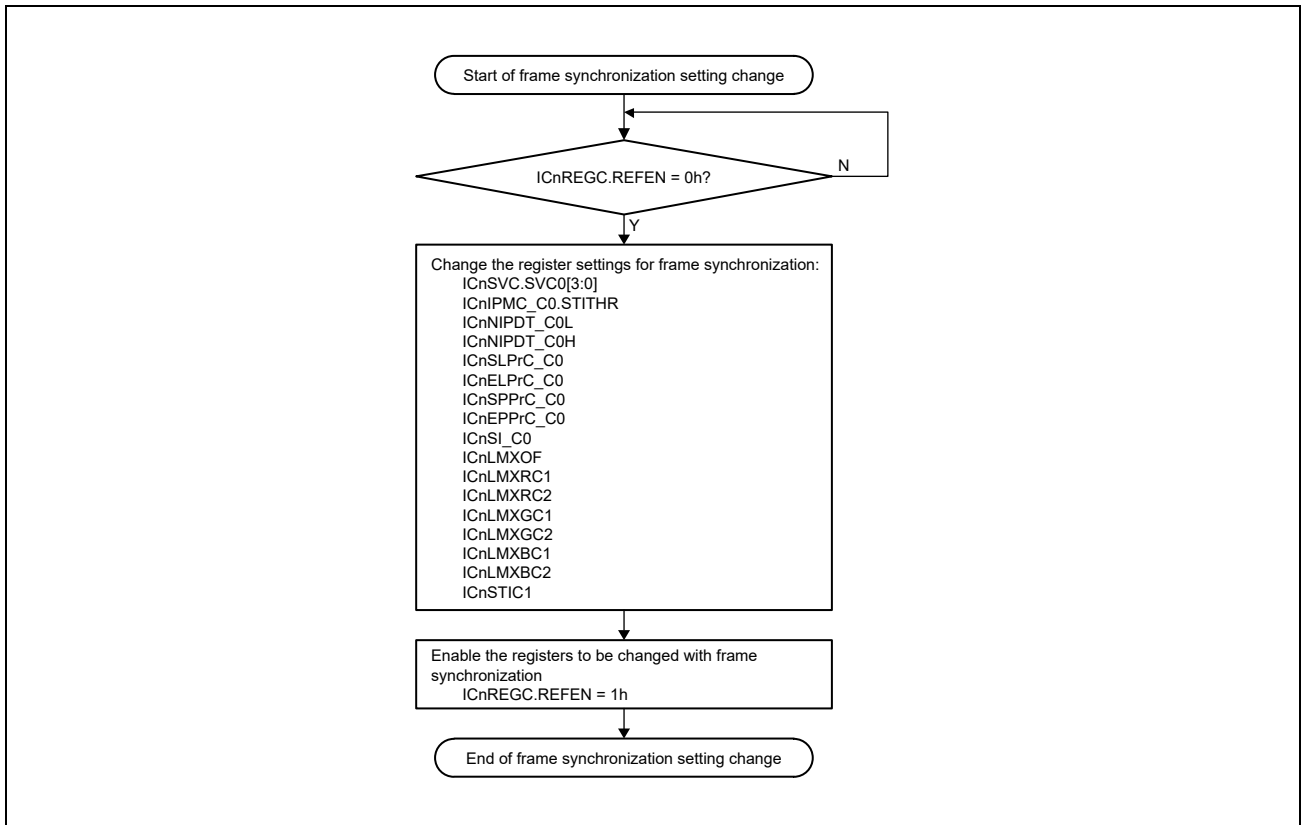 Start of frame synchronization setting change
ICnREGC.REFEN = 0h?
N
Y
Change the register settings for frame synchronization:
ICnSVC.SVC0[3:0]
ICnIPMC_C0.STITHR
ICnNIPDT_C0L
ICnNIPDT_C0H
ICnSLPrC_C0
ICnELPrC_C0
ICnSPPrC_C0
ICnEPPrC_C0
ICnSI_C0
ICnLMXOF
ICnLMXRC1
ICnLMXRC2
ICnLMXGC1
ICnLMXGC2
ICnLMXBC1
ICnLMXBC2
ICnSTIC1
Enable the registers to be changed with frame
synchronization
ICnREGC.REFEN = 1h
End of frame synchronization setting change